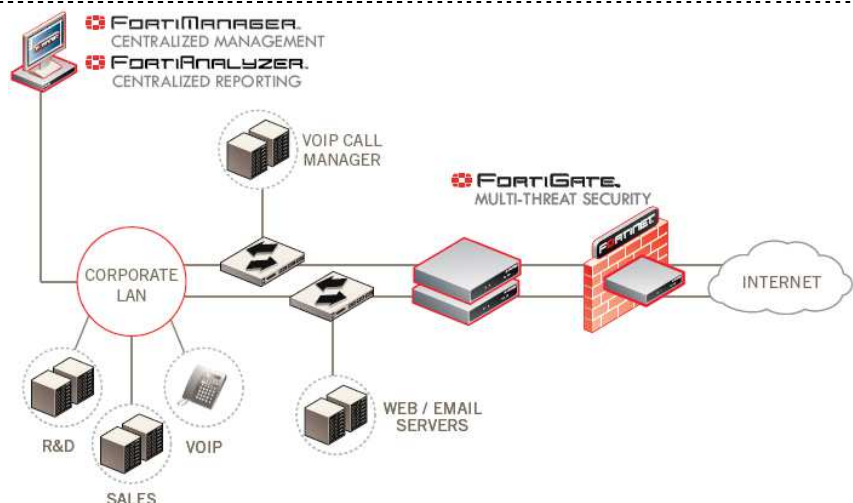 FORTIMANAGER.
CENTRALIZED MANAGEMENT
FORTIANALYZER.
CENTRALIZED REPORTING
VOIP CALL
MANAGER
FORTIGATE.
MULTI-THREAT SECURITY
FORTINET.
CORPORATE
LAN
INTERNET
R&D
SALES
VOIP
WEB / EMAIL
SERVERS